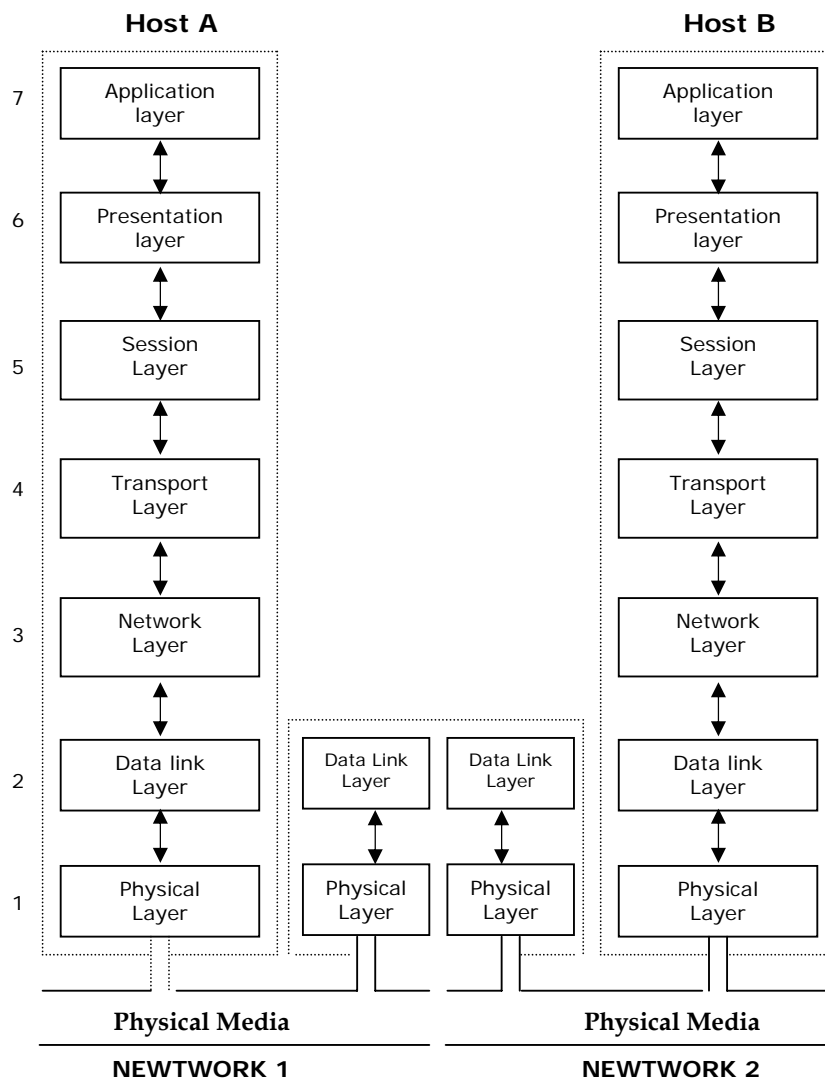 Host A
Host B
7
Application
layer
Application
layer
6
Presentation
layer
Presentation
layer
5
Session
Layer
Session
Layer
4
Transport
Layer
Transport
Layer
3
Network
Layer
Network
Layer
2
Data link
Layer
Data Link
Layer
Data Link
Layer
Data link
Layer
1
Physical
Layer
Physical
Layer
Physical
Layer
Physical
Layer
Physical Media
Physical Media
NEWTWORK 1
NEWTWORK 2